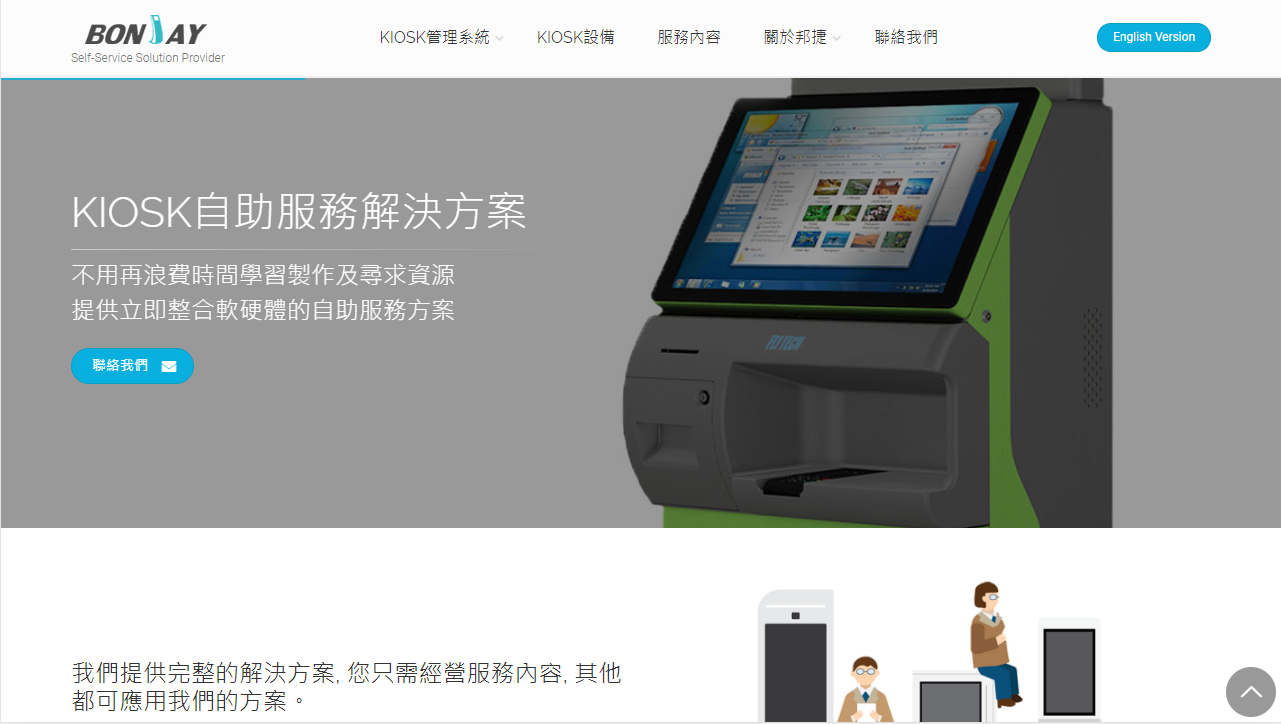 BONJAY
Self-Service Solution Provider
KIOSK管理系統
KIOSK設備
服務內容
關於邦捷
聯絡我們
English Version
KIOSK自助服務解決方案
不用再浪費時間學習製作及尋求資源
提供立即整合軟硬體的自助服務方案
聯絡我們
FLYTECH
我們提供完整的解決方案, 您只需經營服務內容, 其他
都可應用我們的方案。